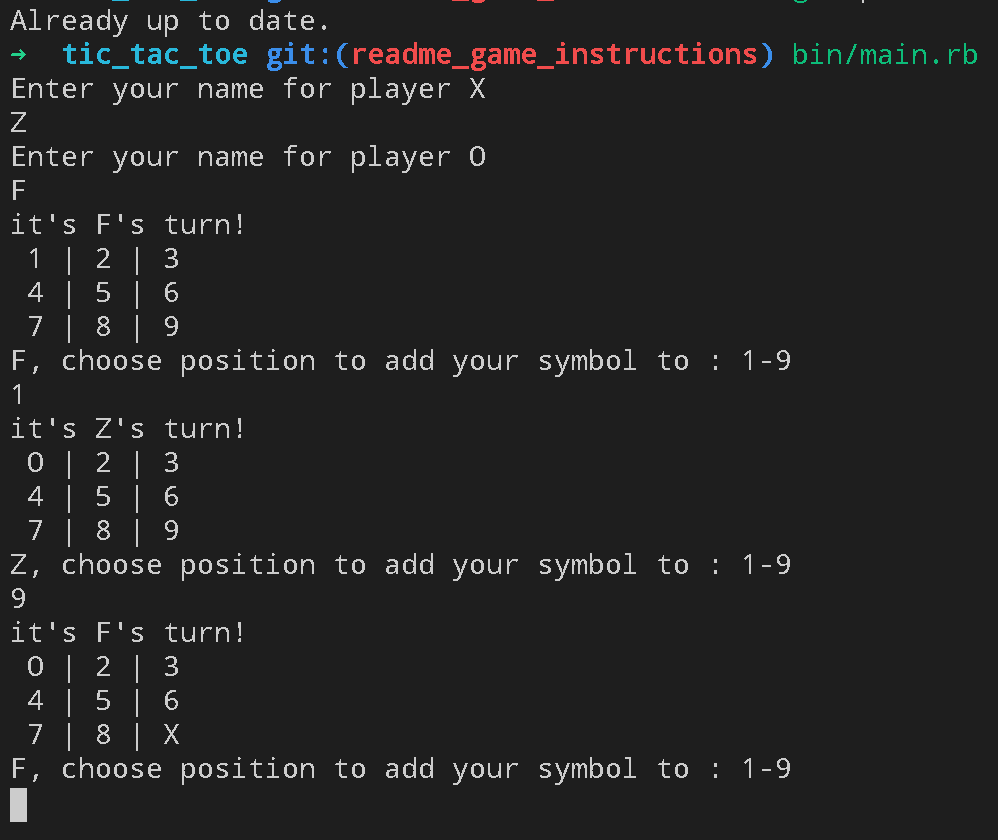 Already up to date.
→ tic_tac_toe git:(readme_game_instructions) bin/main.rb
Enter your name for player X
Z
Enter your name for player O
F
it's F's turn!
1 | 2 | 3
4 | 5 | 6
7 | 8 | 9
F, choose position to add your symbol to : 1-9
1
it's Z's turn!
O | 2 | 3
4 | 5 | 6
7 | 8 | 9
Z, choose position to add your symbol to : 1-9
9
it's F's turn!
O | 2 | 3
4 | 5 | 6
7 | 8 | X
F, choose position to add your symbol to : 1-9